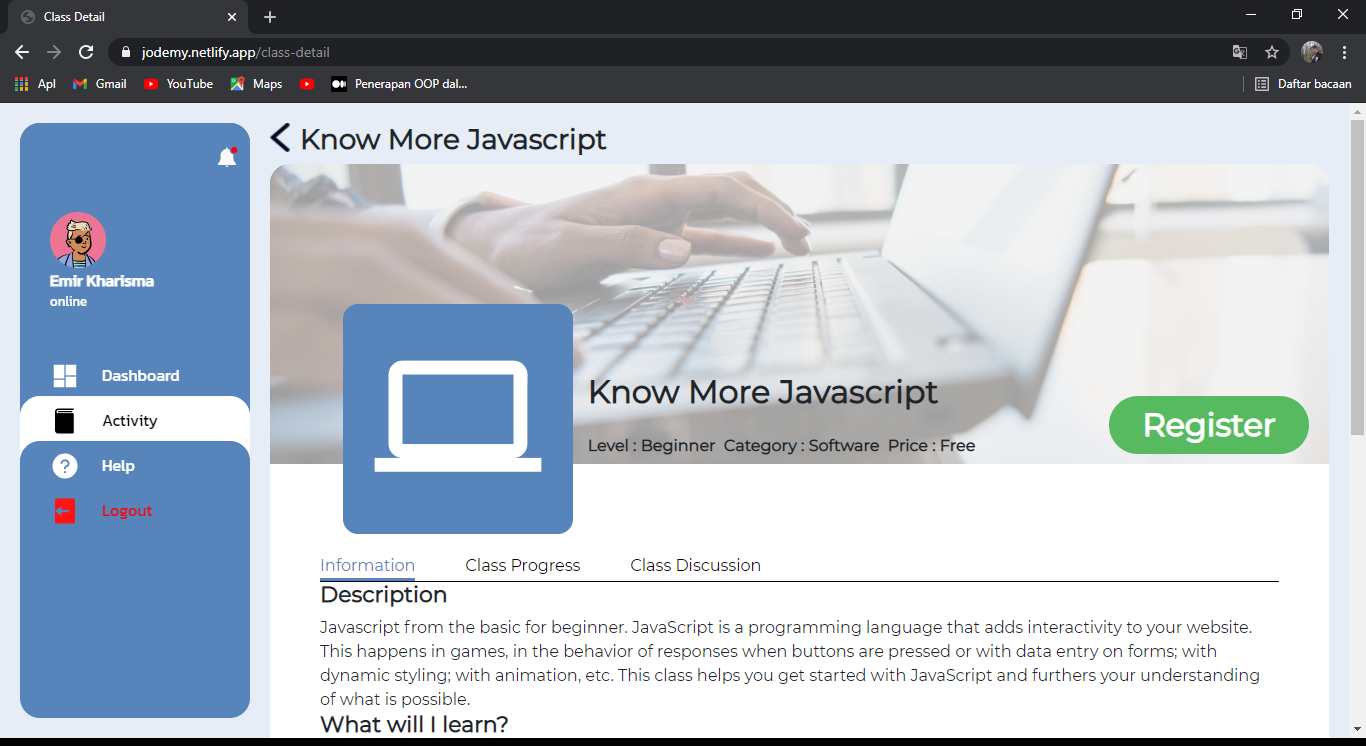 Class Detail
jodemy.netlify.app/class-detail
Apl Gmail YouTube Maps Penerapan OOP dal... Daftar bacaan
Know More Javascript
Emir Kharisma
online
Dashboard
Activity
Help
Logout
Know More Javascript
Level : Beginner Category : Software Price : Free
Register
Information Class Progress Class Discussion
Description
Javascript from the basic for beginner. JavaScript is a programming language that adds interactivity to your website.
This happens in games, in the behavior of responses when buttons are pressed or with data entry on forms; with
dynamic styling; with animation, etc. This class helps you get started with JavaScript and furthers your understanding
of what is possible.
What will I learn?